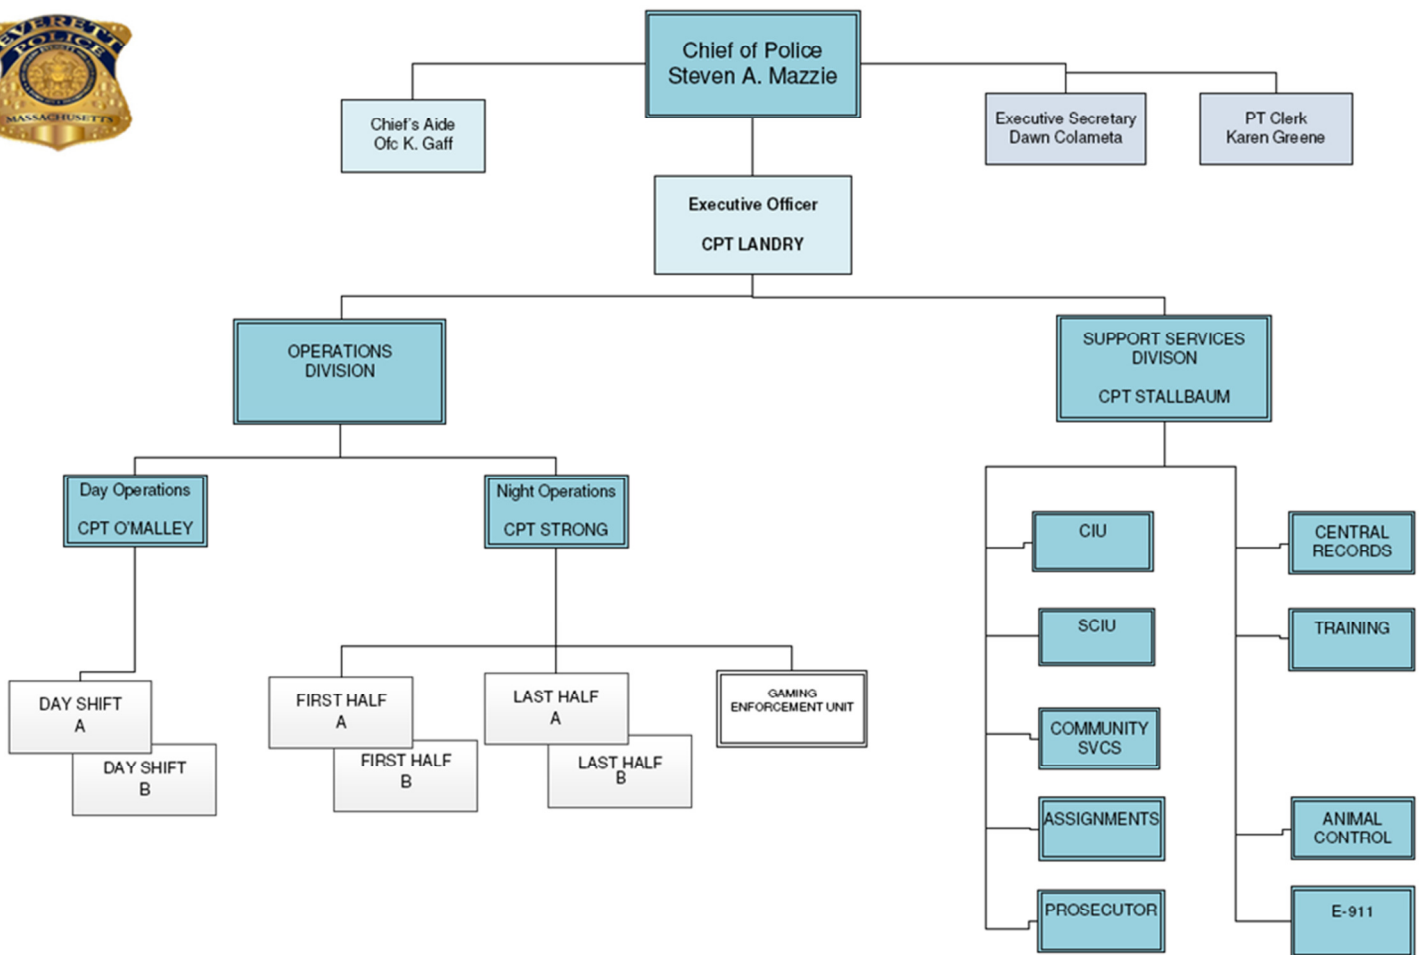 EVERETT
POLICE
MASSACHUSETTS
Chief of Police
Steven A. Mazzie
Chief's Aide
Ofc K. Gaff
Executive Secretary
Dawn Colameta
PT Clerk
Karen Greene
Executive Officer
CPT LANDRY
OPERATIONS
DIVISION
SUPPORT SERVICES
DIVISON
CPT STALLBAUM
Day Operations
CPT O'MALLEY
Night Operations
CPT STRONG
CIU
CENTRAL
RECORDS
SCIU
TRAINING
DAY SHIFT
A
DAY SHIFT
B
FIRST HALF
A
FIRST HALF
B
LAST HALF
A
LAST HALF
B
GAMING
ENFORCEMENT UNIT
COMMUNITY
SVCS
ASSIGNMENTS
ANIMAL
CONTROL
PROSECUTOR
E-911